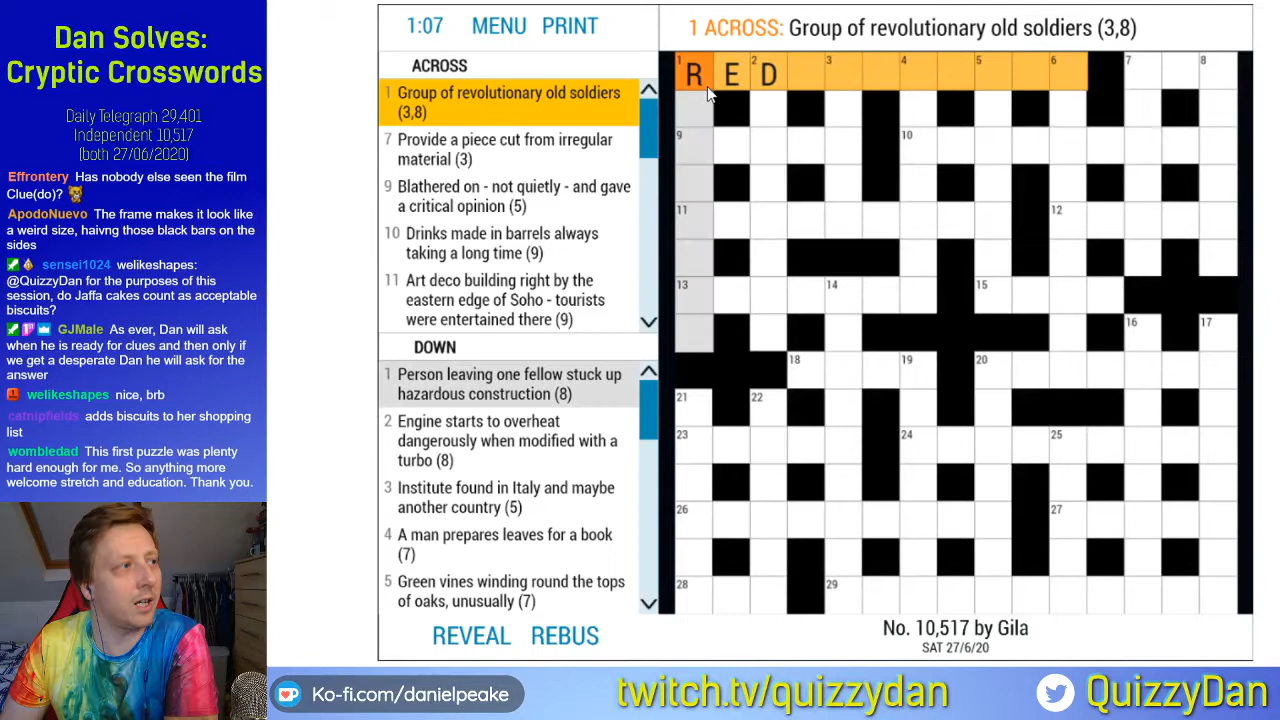 Dan Solves:
Cryptic Crosswords
Daily Telegraph 29,401
Independent 10,517
(both 27/06/2020)
Effrontery Has nobody else seen the film
Clue(do)?
ApodoNuevo The frame makes it look like
a weird size, haivng those black bars on the
sides
sensei1024 welikeshapes:
@QuizzyDan for the purposes of this
session, do Jaffa cakes count as acceptable
biscuits?
GJMale As ever, Dan will ask
when he is ready for clues and then only if
we get a desperate Dan he will ask for the
answer
welikeshapes nice, brb
catnipfields adds biscuits to her shopping
list
wombledad This first puzzle was plenty
hard enough for me. So anything more
welcome stretch and education. Thank you.
1:07 MENU PRINT
ACROSS
1 Group of revolutionary old soldiers
(3,8)
7 Provide a piece cut from irregular
material (3)
9 Blathered on - not quietly - and gave
a critical opinion (5)
10 Drinks made in barrels always
taking a long time (9)
11 Art deco building right by the
eastern edge of Soho - tourists
were entertained there (9)
DOWN
1 Person leaving one fellow stuck up
hazardous construction (8)
2 Engine starts to overheat
dangerously when modified with a
turbo (8)
3 Institute found in Italy and maybe
another country (5)
4 A man prepares leaves for a book
(7)
5 Green vines winding round the tops
of oaks, unusually (7)
REVEAL REBUS
1 ACROSS: Group of revolutionary old soldiers (3,8)
1 2 3 4 5 6 7 8
R E D
9 10
11 12
13 14 15
16 17
18 19 20
21 22
23 24 25
26 27
28 29
No. 10,517 by Gila
SAT 27/6/20
Ko-fi.com/danielpeake
twitch.tv/quizzydan
QuizzyDan